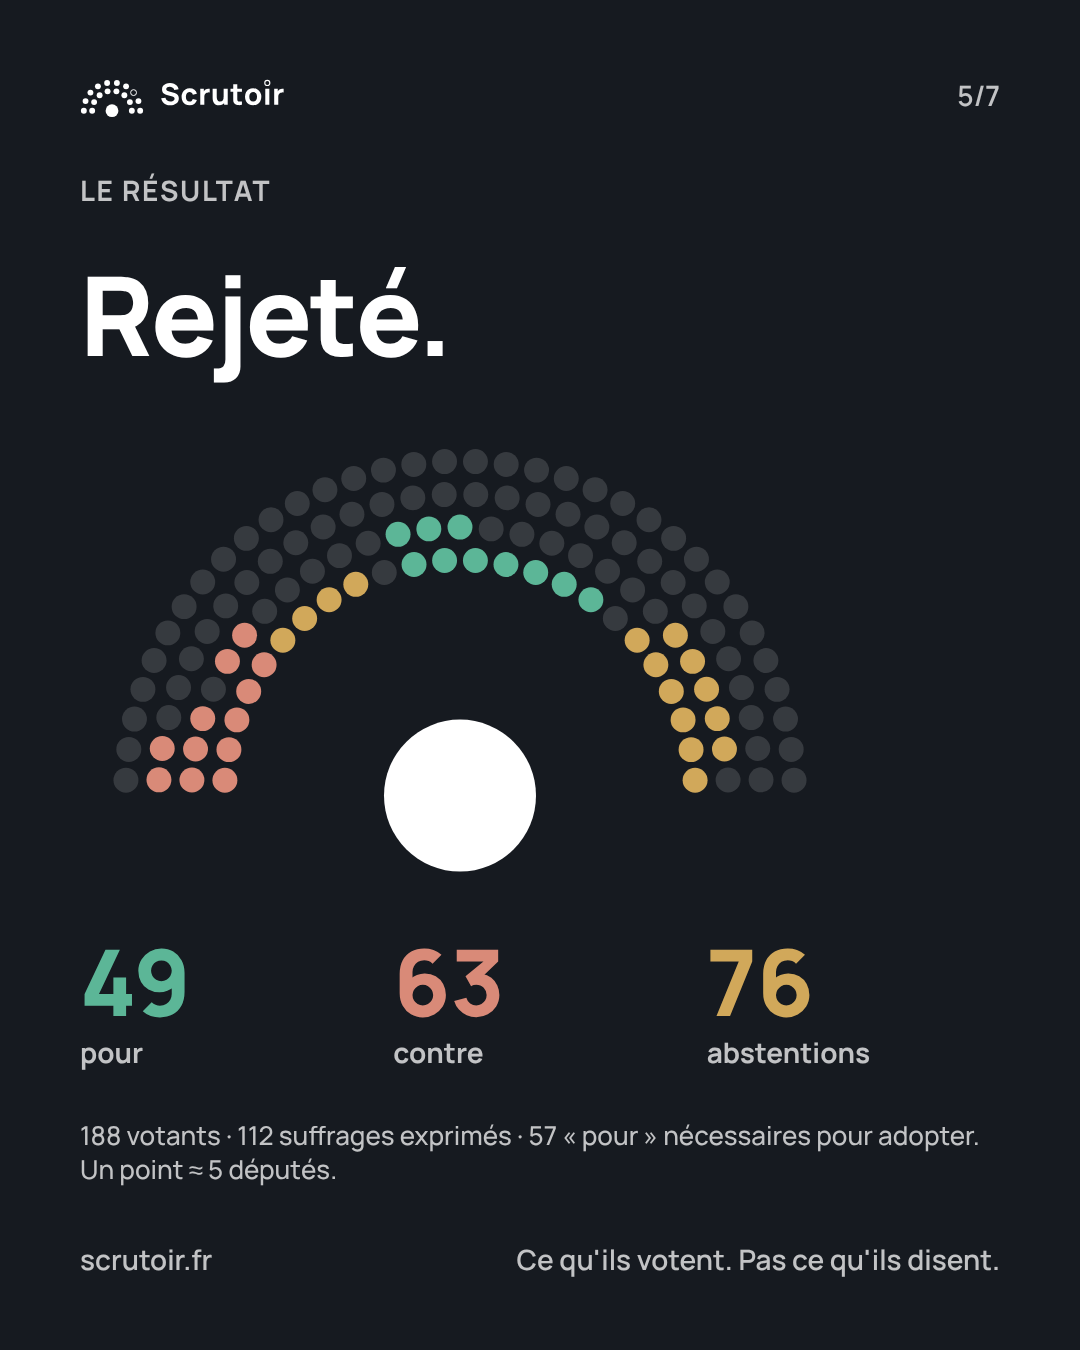 Scrutoir
5/7
LE RÉSULTAT
Rejeté.
49
63
76
pour
contre
abstentions
188 votants · 112 suffrages exprimés · 57 « pour » nécessaires pour adopter.
Un point ≈ 5 députés.
scrutoir.fr
Ce qu'ils votent. Pas ce qu'ils disent.